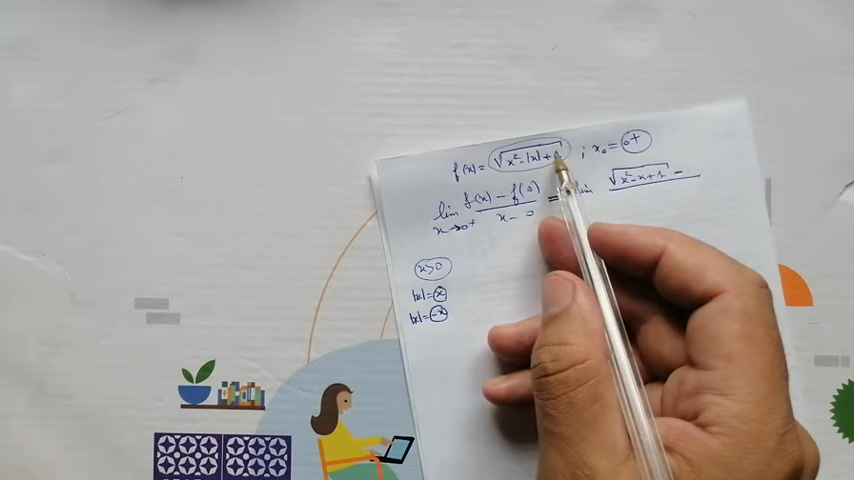 f(x) = √x² - |x| + 1 ; x₀ = 0⁺
lim f(x) - f(0) / x - 0 = lim √x² - x + 1 -
x → 0⁺
x > 0
|x| = x
|x| = -x